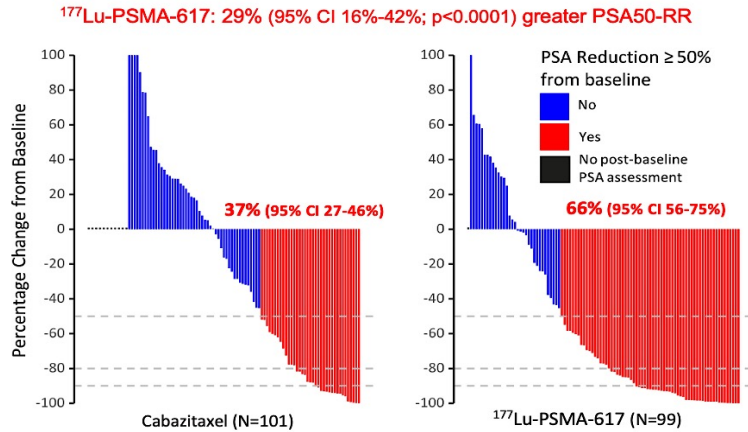 ¹⁷⁷Lu-PSMA-617: 29% (95% CI 16%-42%; p<0.0001) greater PSA50-RR
Percentage Change from Baseline
100
80
60
40
20
0
-20
-40
-60
-80
-100
37% (95% CI 27-46%)
Cabazitaxel (N=101)
100
80
60
40
20
0
-20
-40
-60
-80
-100
PSA Reduction ≥ 50%
from baseline
No
Yes
No post-baseline
PSA assessment
66% (95% CI 56-75%)
¹⁷⁷Lu-PSMA-617 (N=99)